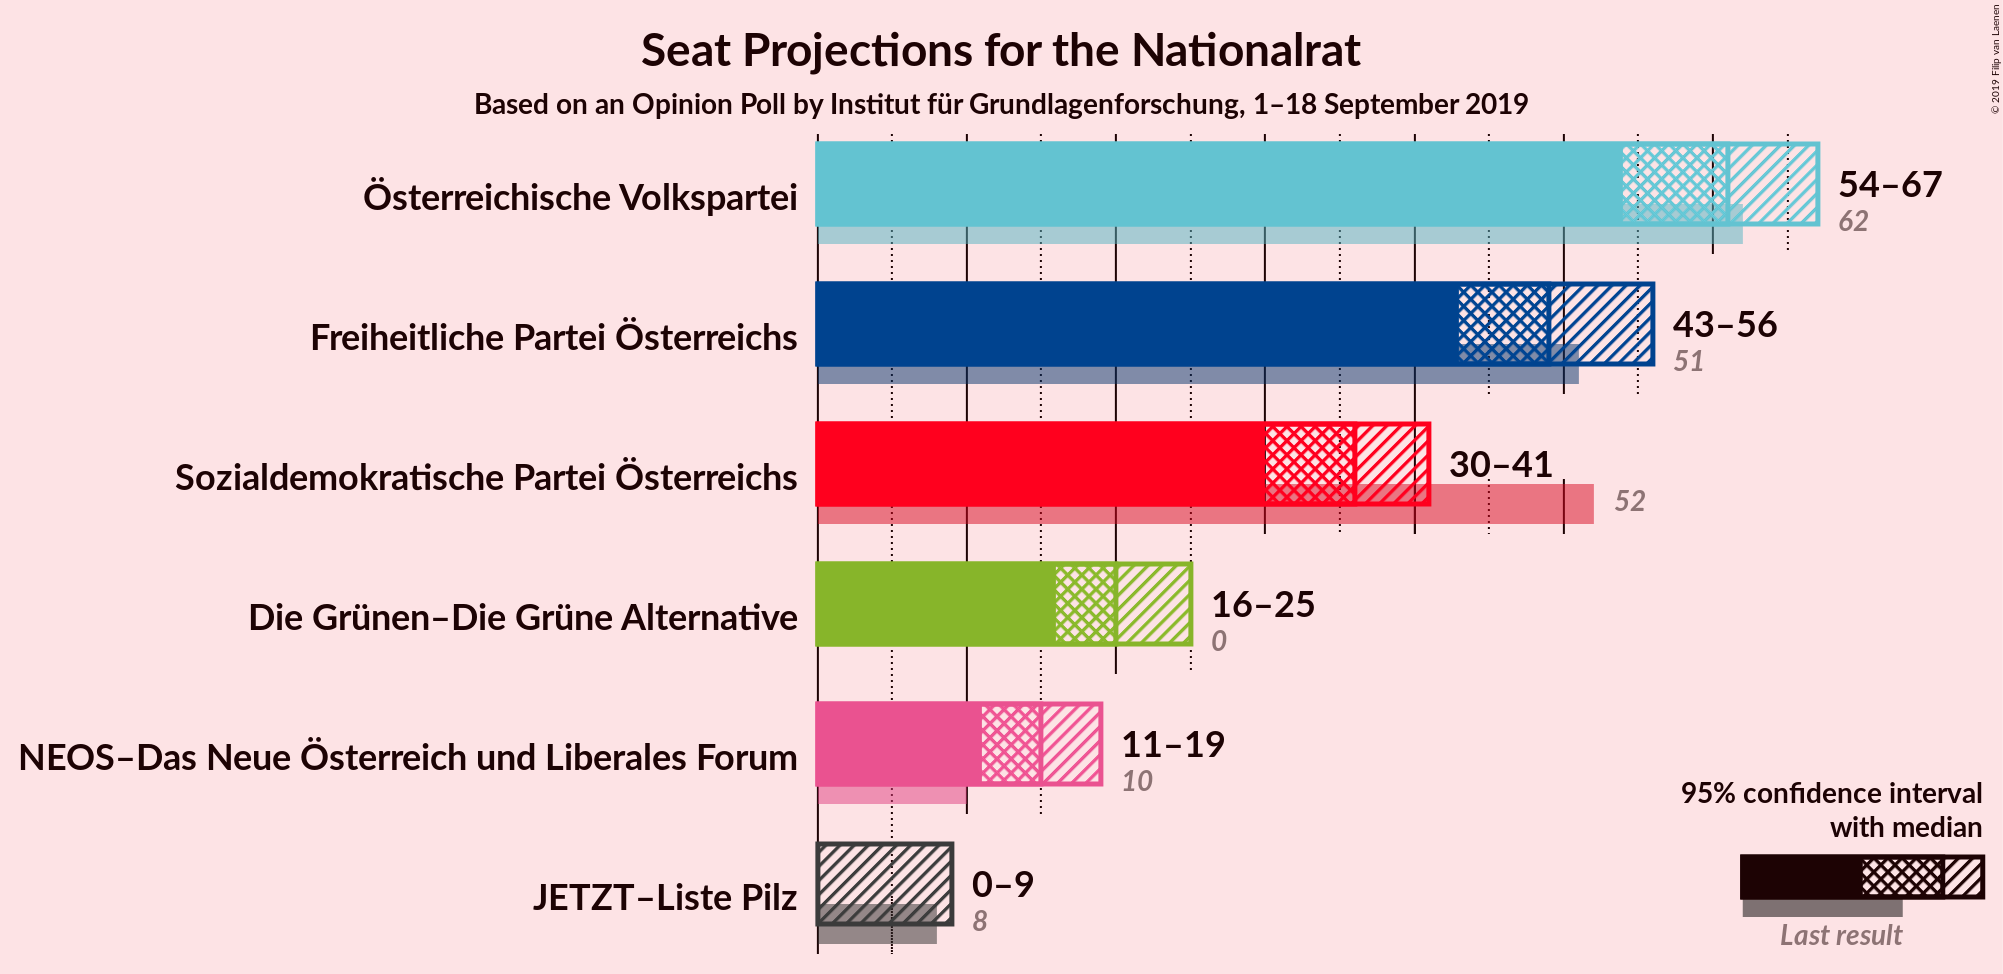 © 2019 Filip van Laenen
Seat Projections for the Nationalrat
Based on an Opinion Poll by Institut für Grundlagenforschung, 1–18 September 2019
Österreichische Volkspartei
54–67
62
Freiheitliche Partei Österreichs
43–56
51
Sozialdemokratische Partei Österreichs
30–41
52
Die Grünen–Die Grüne Alternative
16–25
0
NEOS–Das Neue Österreich und Liberales Forum
11–19
10
JETZT–Liste Pilz
0–9
8
95% confidence interval
with median
Last result